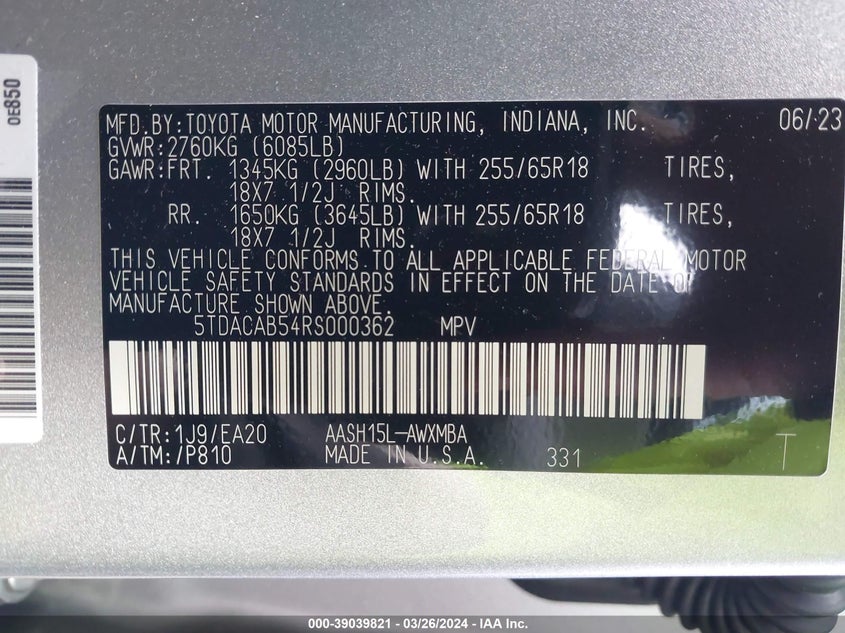 0E850
MFD.BY:TOYOTA MOTOR MANUFACTURING, INDIANA, INC. 06/23
GVWR:2760KG (6085LB)
GAWR:FRT. 1345KG (2960LB) WITH 255/65R18 TIRES,
18X7 1/2J RIMS.
RR. 1650KG (3645LB) WITH 255/65R18 TIRES,
18X7 1/2J RIMS.
THIS VEHICLE CONFORMS TO ALL APPLICABLE FEDERAL MOTOR
VEHICLE SAFETY STANDARDS IN EFFECT ON THE DATE OF
MANUFACTURE SHOWN ABOVE.
5TDACAB54RS000362 MPV
C/TR:1J9/EA20 AASH15L-AWXMBA
A/TM:/P810 MADE IN U.S.A. 331 T
000-39039821 - 03/26/2024 - IAA Inc.